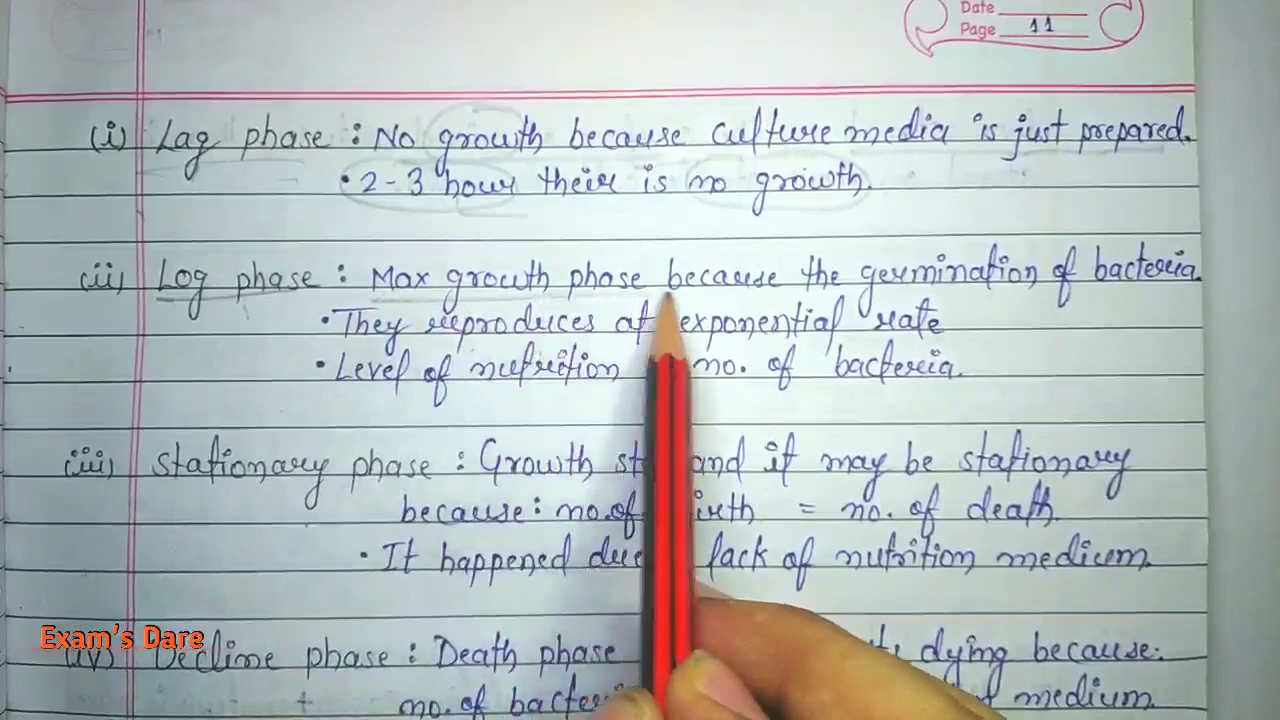 Date
Page 11
(i) Lag phase : No growth because culture media is just prepared.
• 2-3 hour their is no growth.
(ii) Log phase : Max growth phase because the germination of bacteria.
• They reproduces at exponential rate
• Level of nutrition no. of bacteria.
(iii) Stationary phase : Growth and it may be stationary
because: no. of = no. of death.
• It happened lack of nutrition medium.
Exam's Dare
(iv) Decline phase : Death phase dying because:
no. of medium.